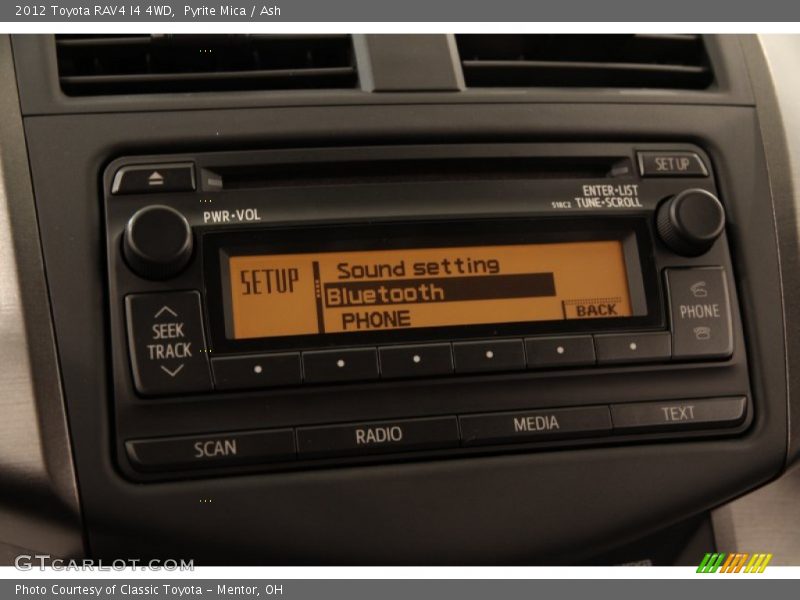 2012 Toyota RAV4 I4 4WD, Pyrite Mica / Ash
SETUP
ENTER•LIST
51BC2 TUNE•SCROLL
PWR•VOL
SETUP
Sound setting
Bluetooth
PHONE
BACK
SEEK
TRACK
PHONE
SCAN
RADIO
MEDIA
TEXT
GTCARLOT.COM
Photo Courtesy of Classic Toyota - Mentor, OH